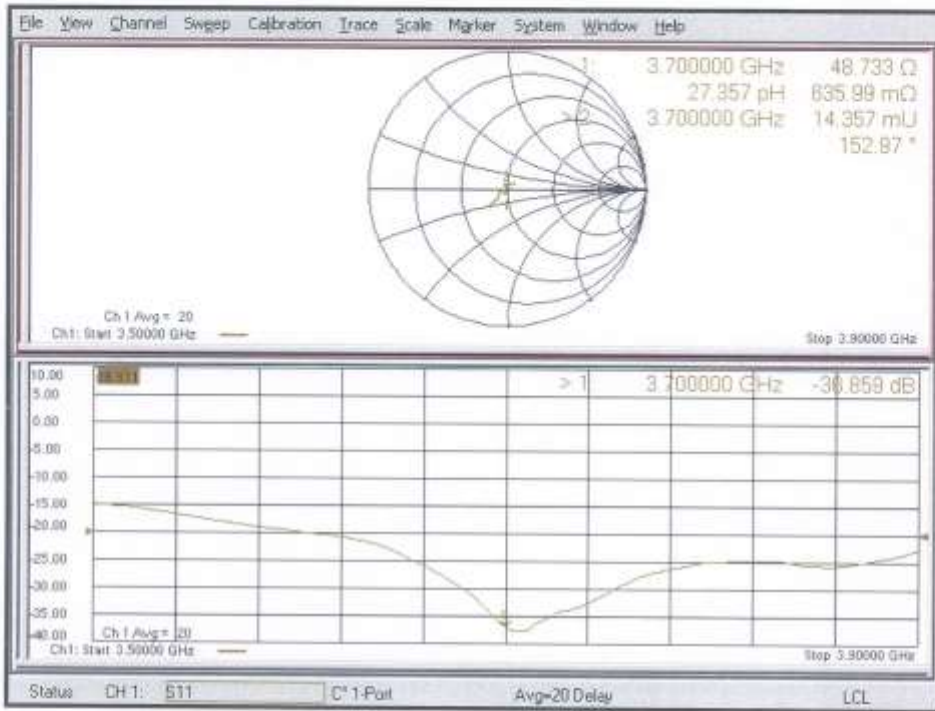 File View Channel Sweep Calibration Trace Scale Marker System Window Help
1: 3.700000 GHz 48.733 Ω
27.357 pH 635.99 mΩ
>2: 3.700000 GHz 14.357 mU
152.87 °
Ch 1 Avg = 20
Ch1: Start 3.50000 GHz
Stop 3.90000 GHz
10.00
5.00
0.00
-5.00
-10.00
-15.00
-20.00
-25.00
-30.00
-35.00
-40.00
> 1 3.700000 GHz
Ch 1 Avg = 20
Ch1: Start 3.50000 GHz
Stop 3.90000 GHz
Status CH 1: S11 C* 1-Port Avg=20 Delay LCL